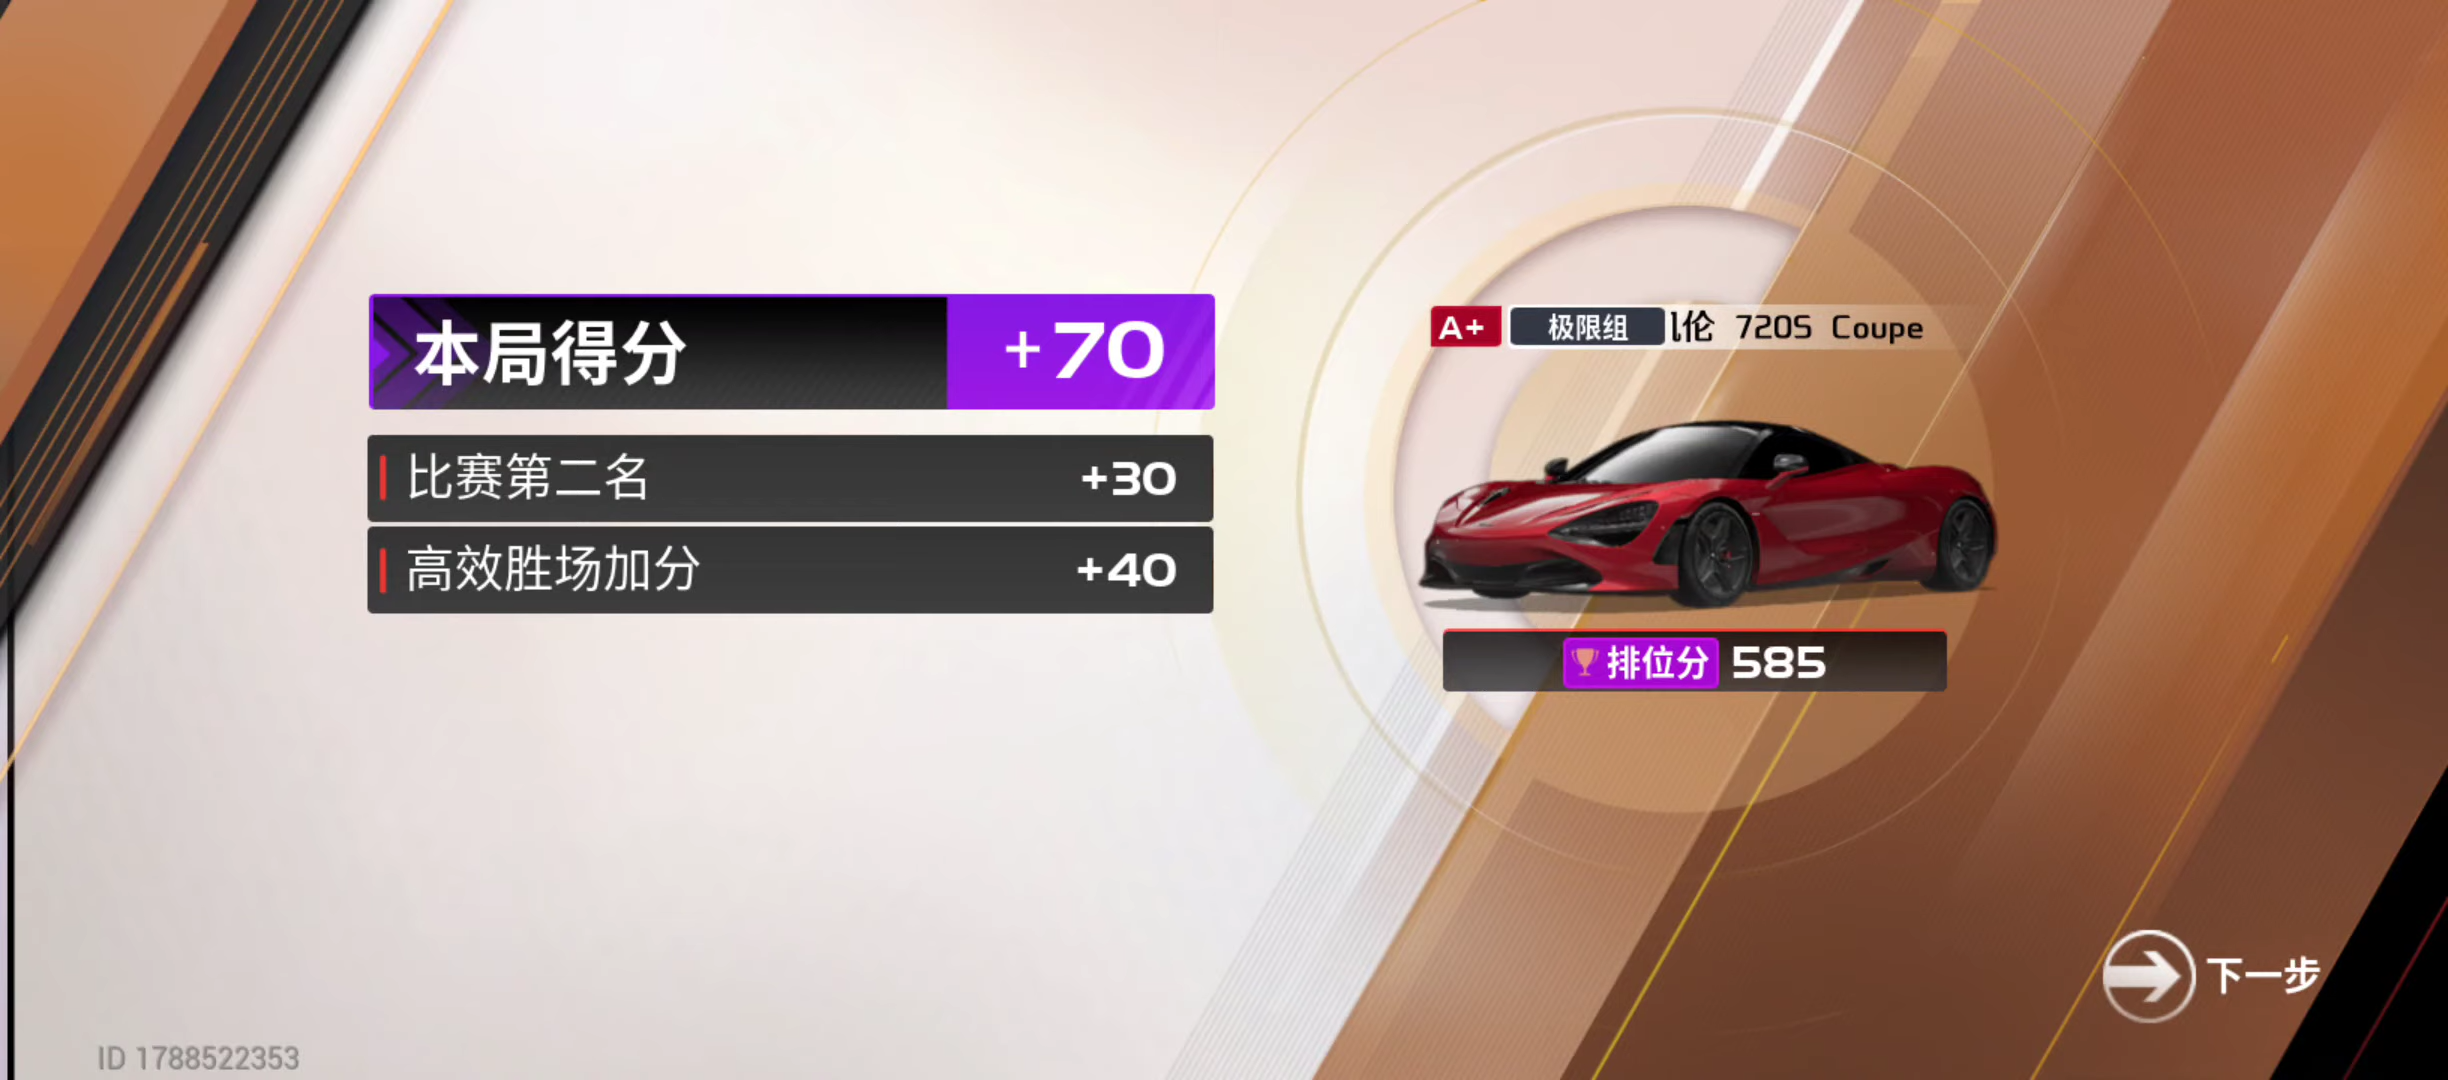 本局得分 +70
比赛第二名 +30
高效胜场加分 +40
A+ 极限组 伦 720S Coupe
排位分 585
下一步
ID 1788522353